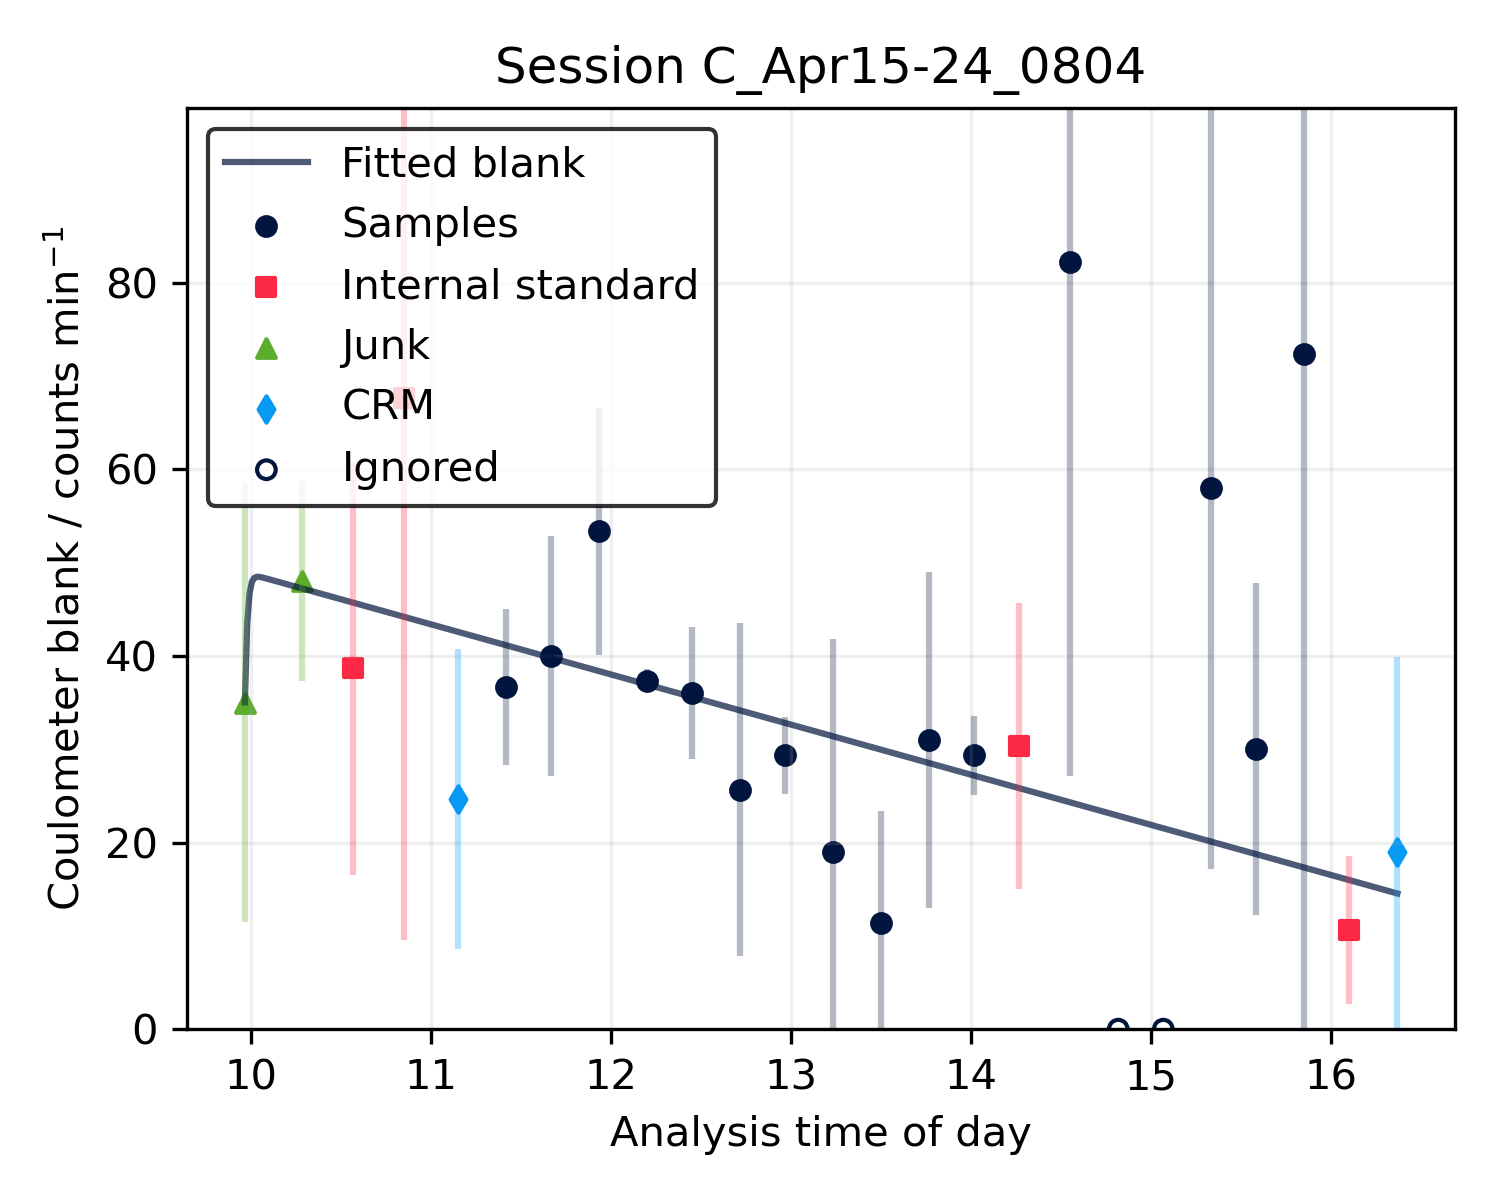 Session C_Apr15-24_0804
Coulometer blank / counts min⁻¹
80
60
40
20
0
Fitted blank
Samples
Internal standard
Junk
CRM
Ignored
10 11 12 13 14 15 16
Analysis time of day